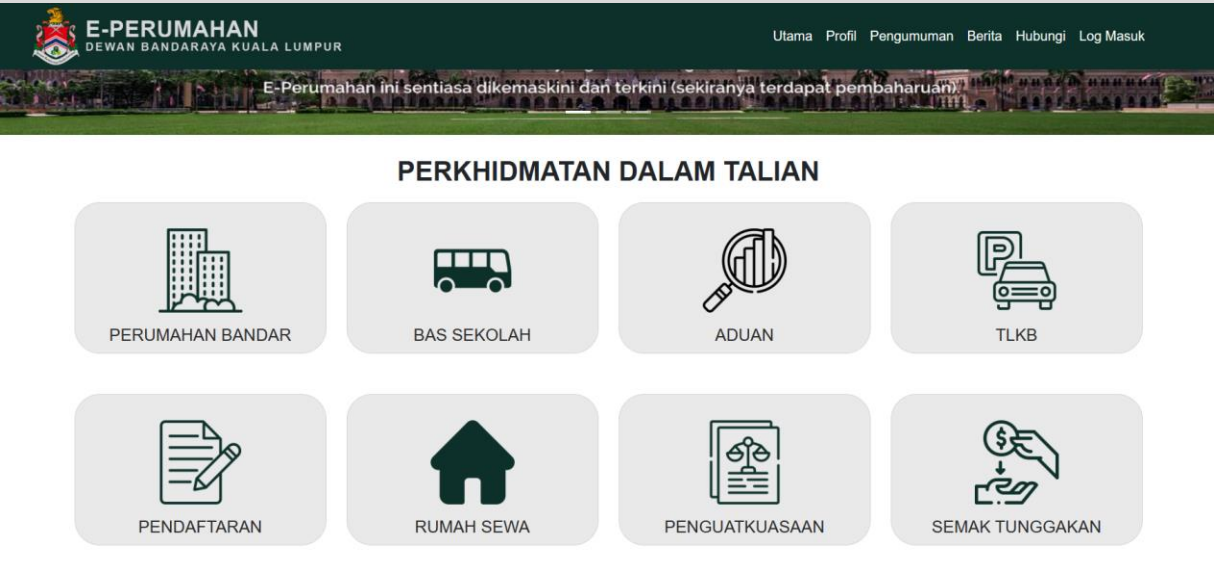 E-PERUMAHAN
DEWAN BANDARAYA KUALA LUMPUR
Utama Profil Pengumuman Berita Hubungi Log Masuk
E-Perumahan ini sentiasa dikemaskini dan terkini (sekiranya terdapat pembaharuan).
PERKHIDMATAN DALAM TALIAN
PERUMAHAN BANDAR
BAS SEKOLAH
ADUAN
P
TLKB
PENDAFTARAN
RUMAH SEWA
PENGUATKUASAAN
$
SEMAK TUNGGAKAN